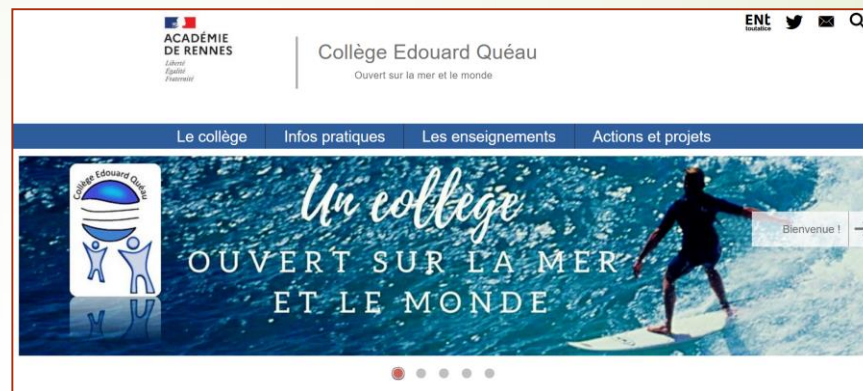 ACADÉMIE
DE RENNES
Liberté
Égalité
Fraternité
Collège Edouard Quéau
Ouvert sur la mer et le monde
ENt
toutatice
Le collège
Infos pratiques
Les enseignements
Actions et projets
Collège Edouard Quéau
Un collège
OUVERT SUR LA MER
ET LE MONDE
Bienvenue !